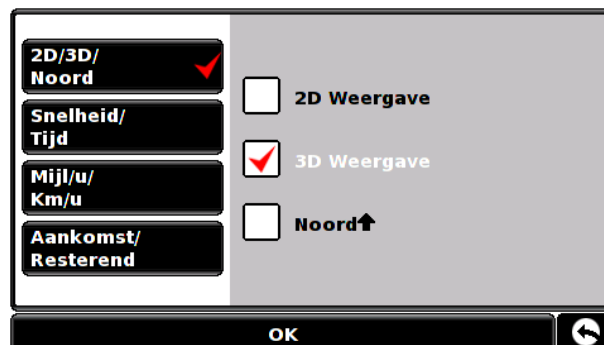 2D/3D/
Noord
Snelheid/
Tijd
Mijl/u/
Km/u
Aankomst/
Resterend
2D Weergave
3D Weergave
Noord↑
OK